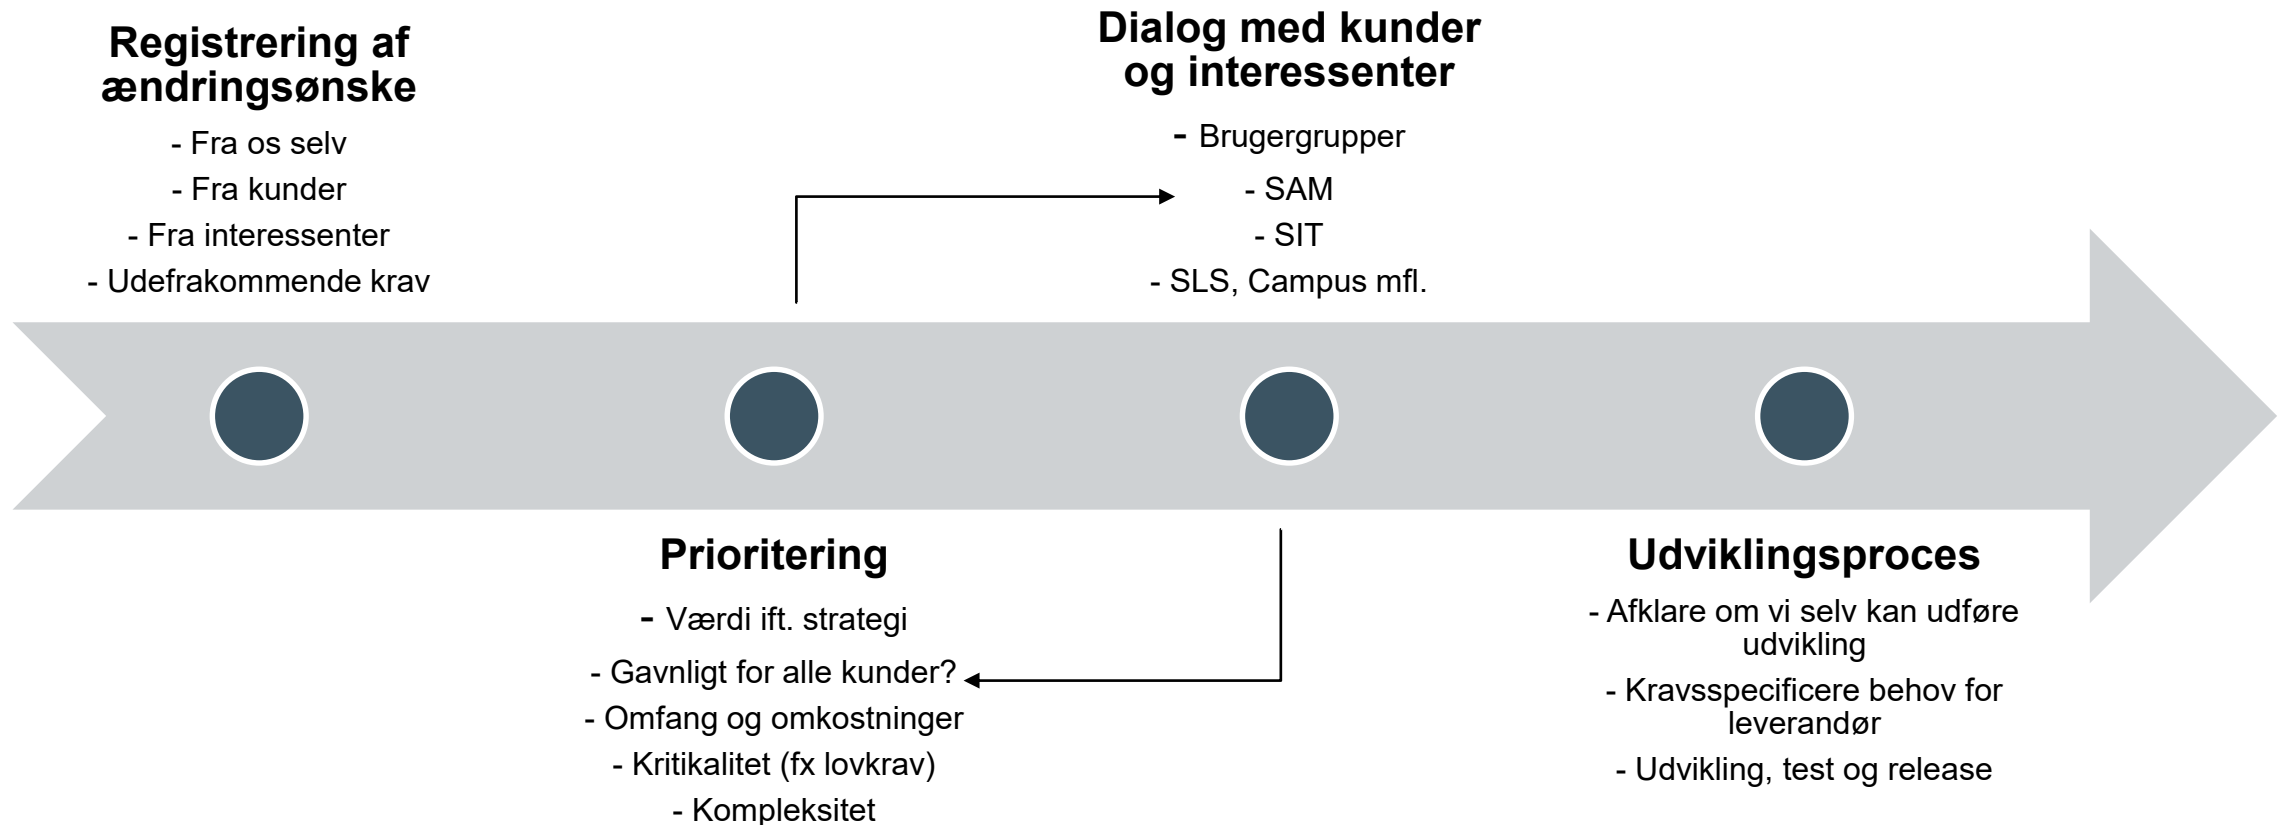 Registrering af
ændringsønske
- Fra os selv
- Fra kunder
- Fra interessenter
- Udefrakommende krav
Prioritering
- Værdi ift. strategi
- Gavnligt for alle kunder?
- Omfang og omkostninger
- Kritikalitet (fx lovkrav)
- Kompleksitet
Dialog med kunder
og interessenter
- Brugergrupper
- SAM
- SIT
- SLS, Campus mfl.
Udviklingsproces
- Afklare om vi selv kan udføre
udvikling
- Kravsspecificere behov for
leverandør
- Udvikling, test og release